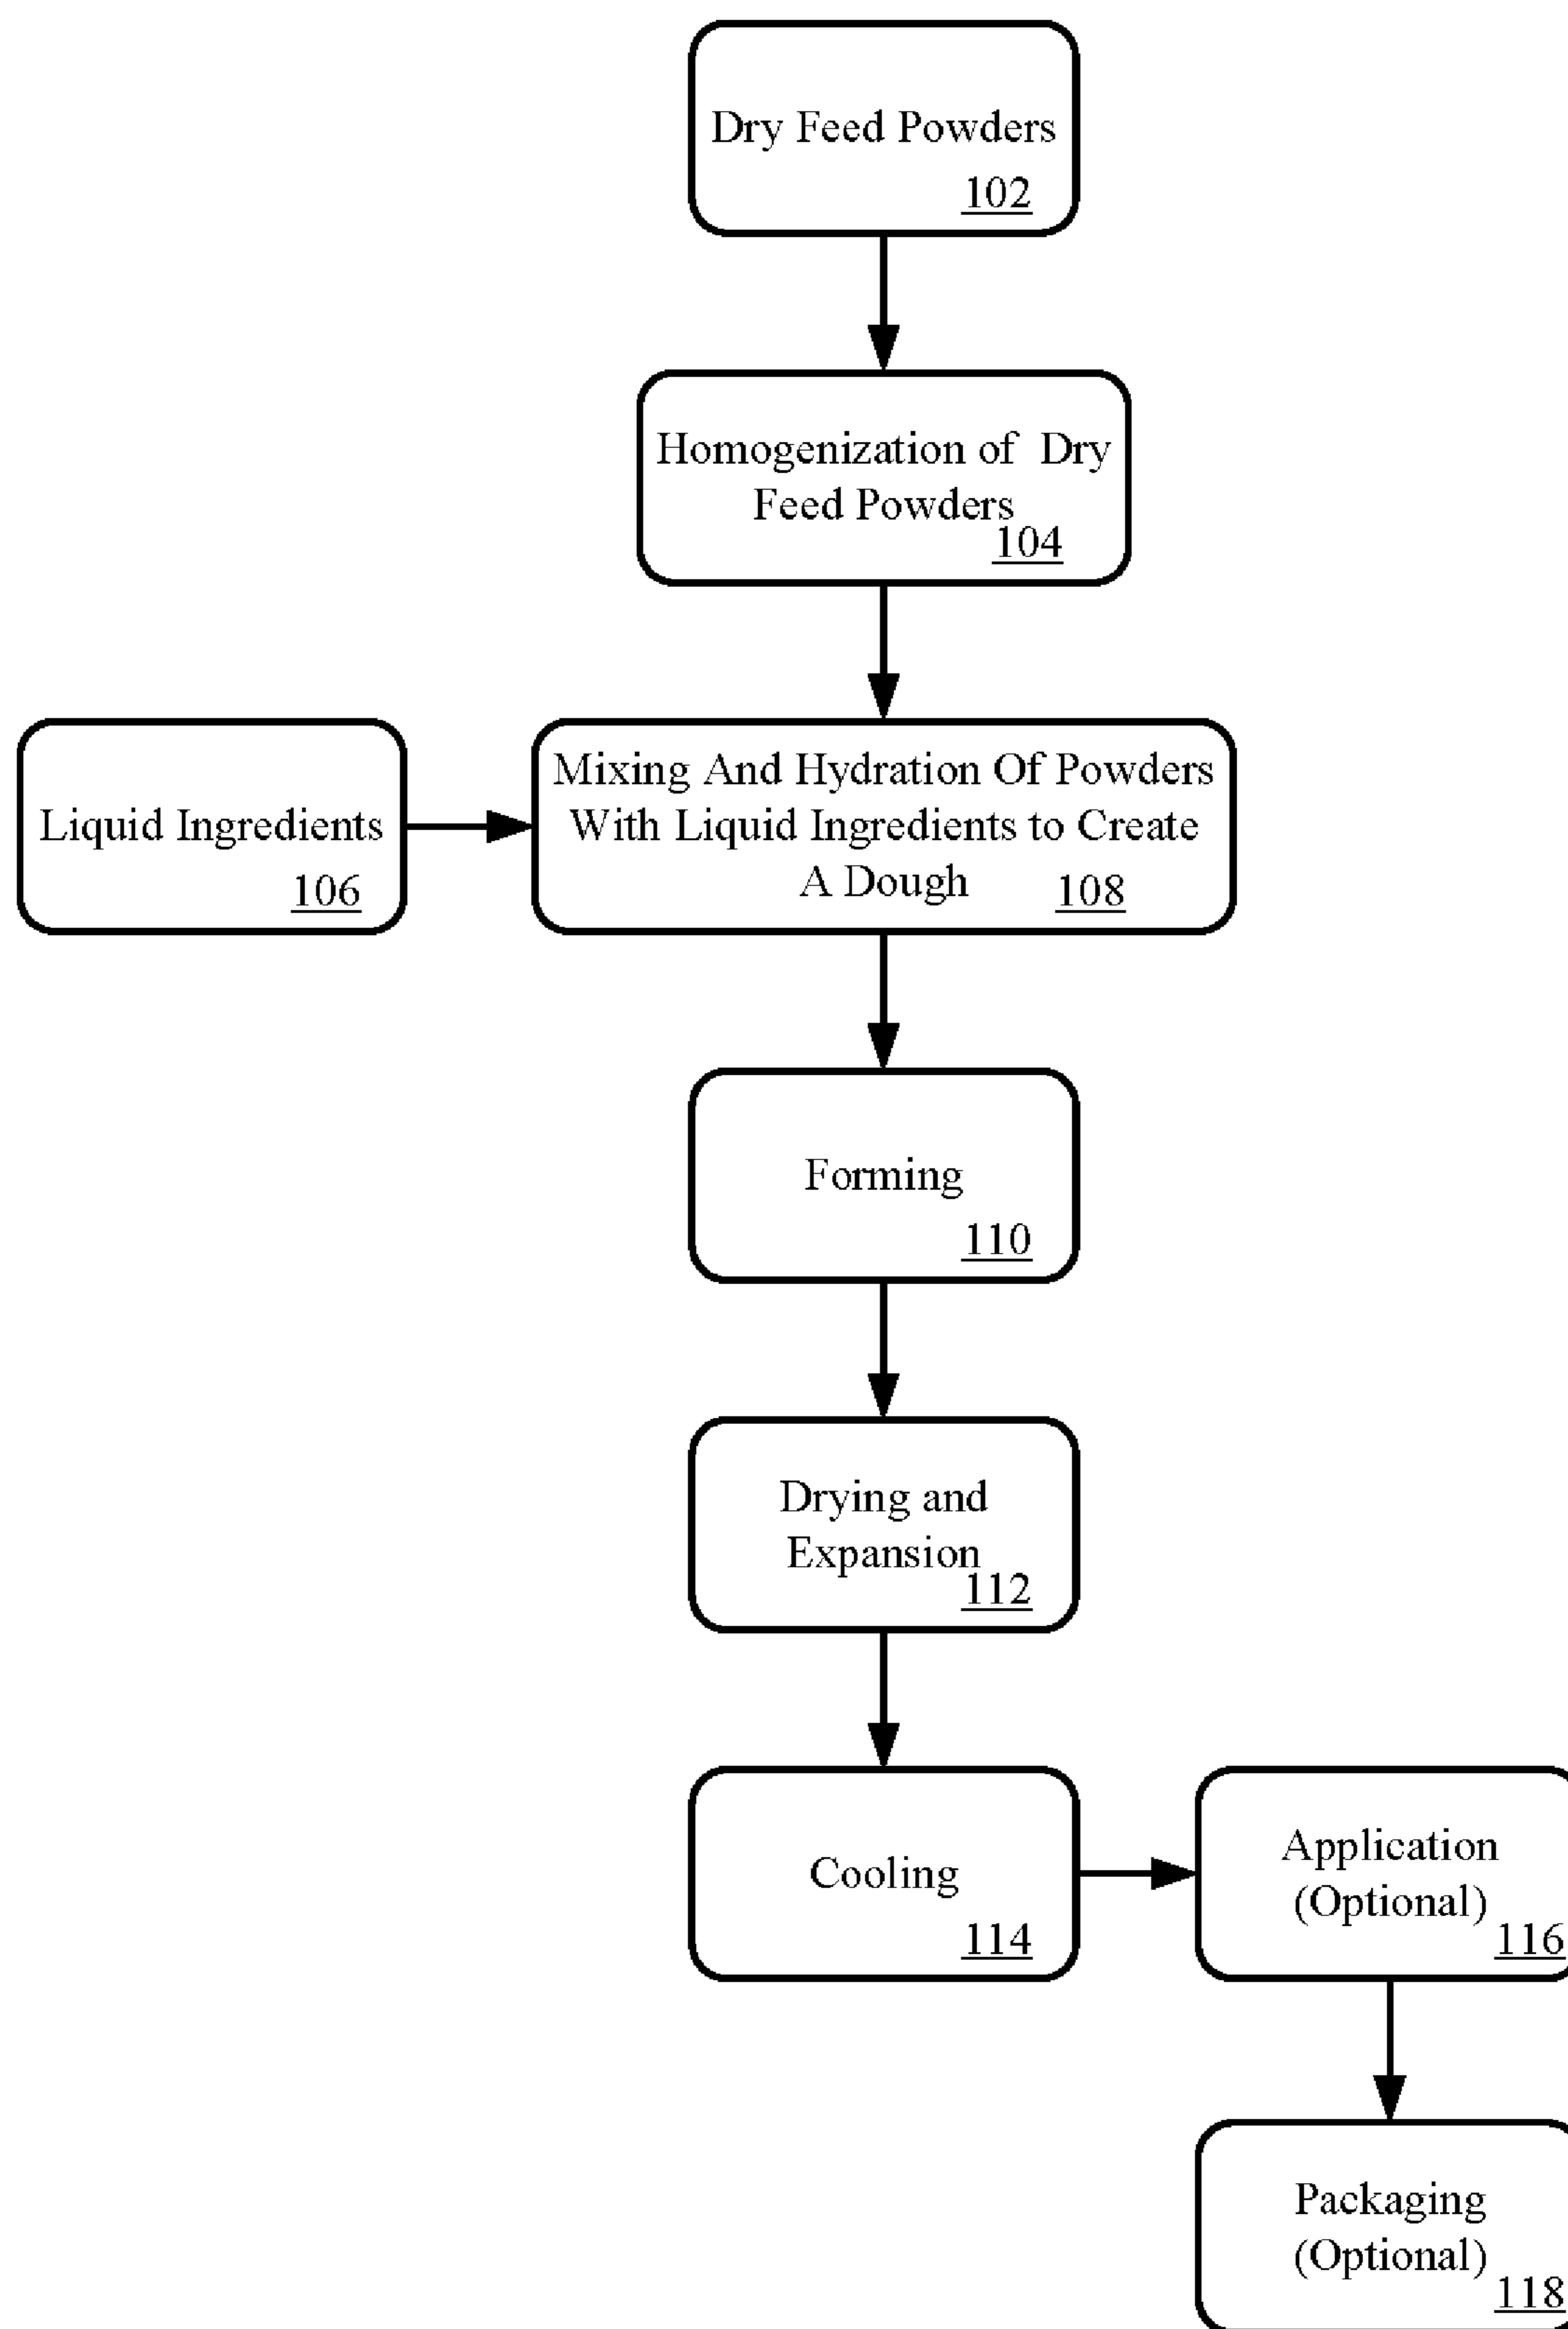 Dry Feed Powders
102
Homogenization of Dry
Feed Powders
104
Liquid Ingredients
106
Mixing And Hydration Of Powders
With Liquid Ingredients to Create
A Dough 108
Forming
110
Drying and
Expansion
112
Cooling
114
Application
(Optional)
116
Packaging
(Optional)
118